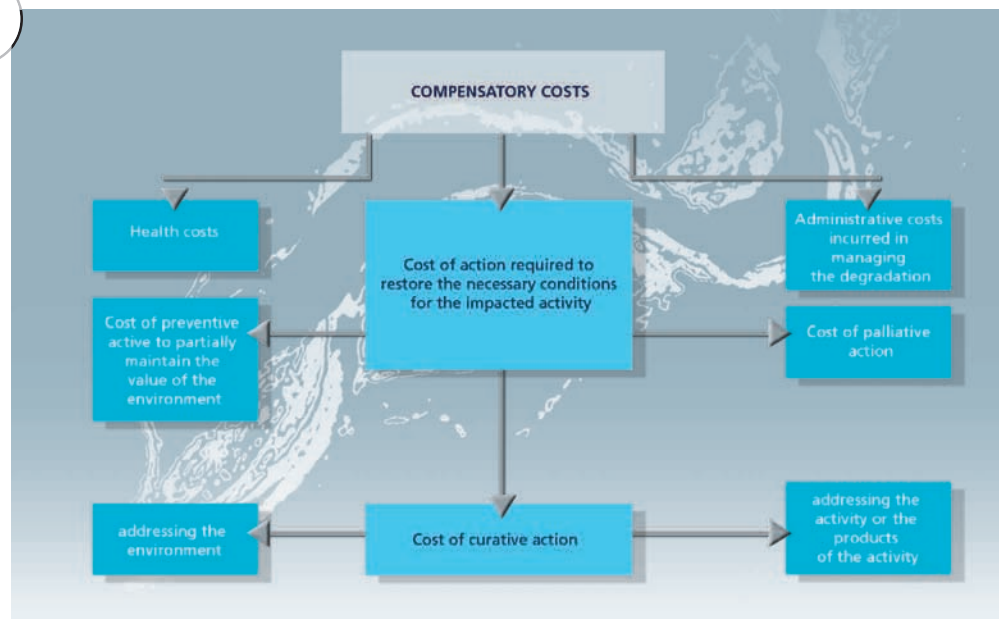 COMPENSATORY COSTS
Health costs
Cost of action required to
restore the necessary conditions
for the impacted activity
Administrative costs
incurred in
managing
the degradation
Cost of preventive
active to partially
maintain the
value of the
environment
Cost of palliative
action
addressing the
environment
Cost of curative action
addressing the
activity or the
products
of the activity